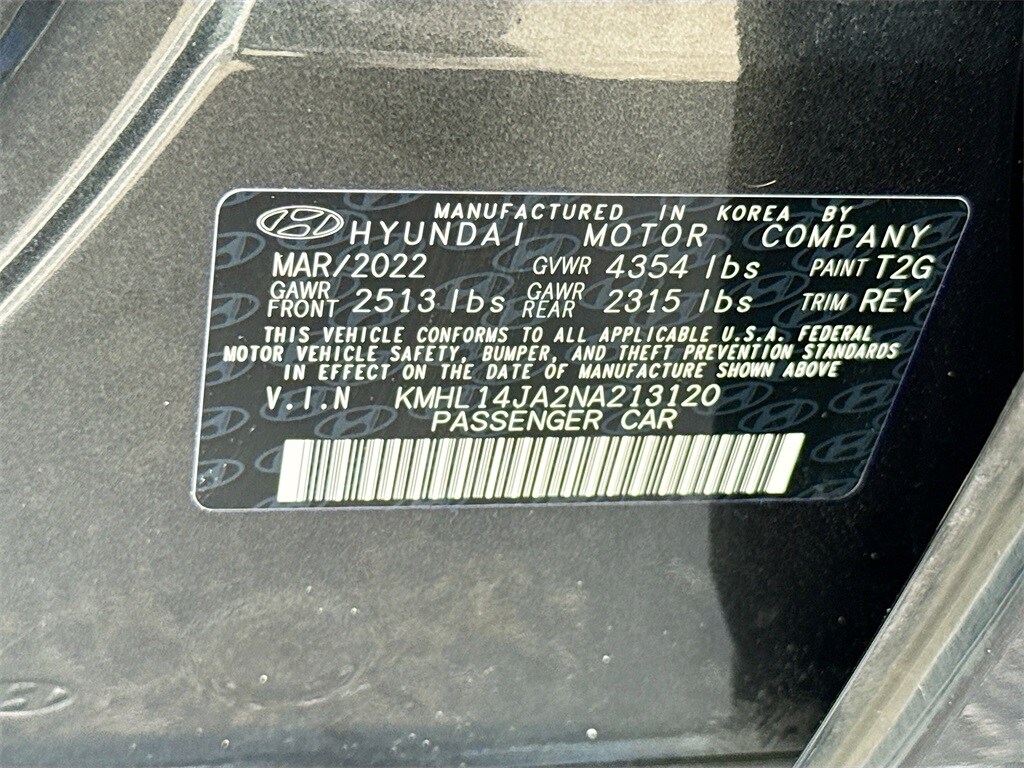 MANUFACTURED IN KOREA BY
HYUNDAI MOTOR COMPANY
MAR/2022 GVWR 4354 lbs PAINT T2G
GAWR FRONT 2513 lbs GAWR REAR 2315 lbs TRIM REY
THIS VEHICLE CONFORMS TO ALL APPLICABLE U.S.A. FEDERAL
MOTOR VEHICLE SAFETY, BUMPER, AND THEFT PREVENTION STANDARDS
IN EFFECT ON THE DATE OF MANUFACTURE SHOWN ABOVE
V.I.N KMHL14JA2NA213120
PASSENGER CAR